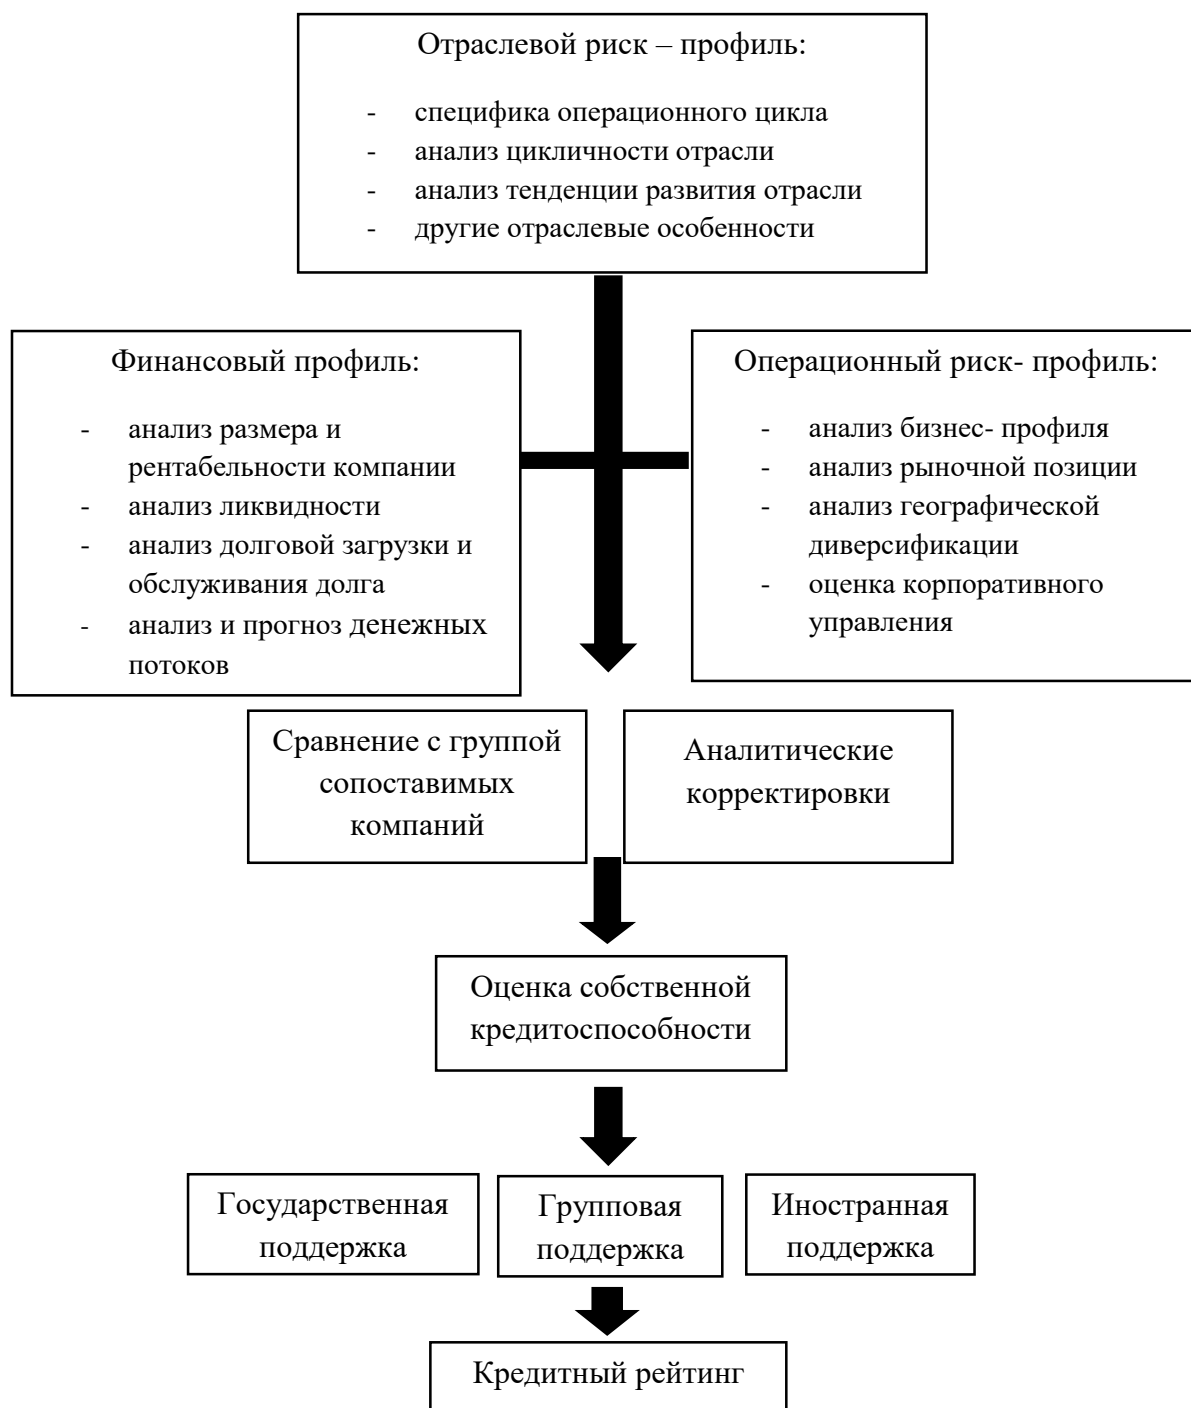 Отраслевой риск – профиль:
- специфика операционного цикла
- анализ цикличности отрасли
- анализ тенденции развития отрасли
- другие отраслевые особенности
Финансовый профиль:
- анализ размера и
рентабельности компании
- анализ ликвидности
- анализ долговой загрузки и
обслуживания долга
- анализ и прогноз денежных
потоков
Операционный риск- профиль:
- анализ бизнес- профиля
- анализ рыночной позиции
- анализ географической
диверсификации
- оценка корпоративного
управления
Сравнение с группой
сопоставимых
компаний
Аналитические
корректировки
Оценка собственной
кредитоспособности
Государственная
поддержка
Групповая
поддержка
Иностранная
поддержка
Кредитный рейтинг